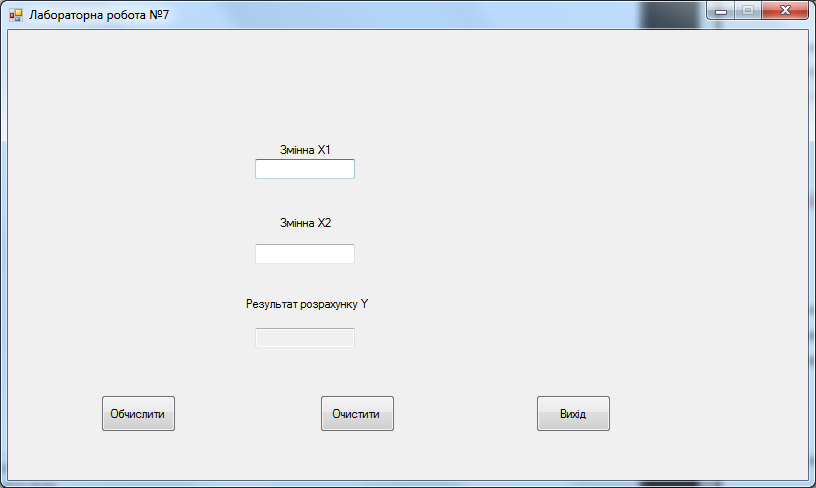 Лабораторна робота №7
Змінна X1
Змінна X2
Результат розрахунку Y
Обчислити
Очистити
Вихід